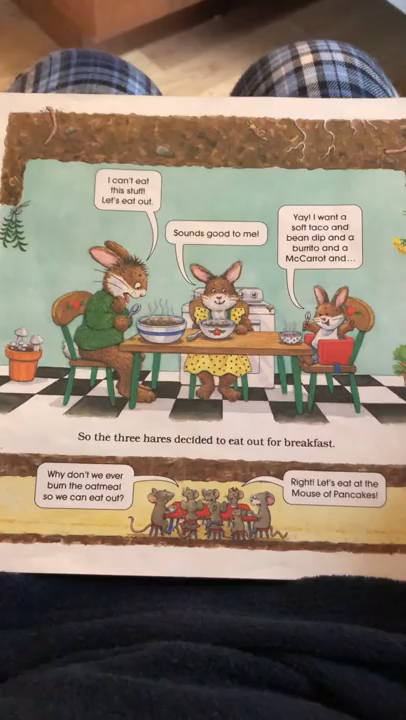 I can't eat
this stuff!
Let's eat out.
Sounds good to me!
Yay! I want a
soft taco and
bean dip and a
burrito and a
McCarrot and...
So the three hares decided to eat out for breakfast.
Why don't we ever
burn the oatmeal
so we can eat out?
Right! Let's eat at the
Mouse of Pancakes!